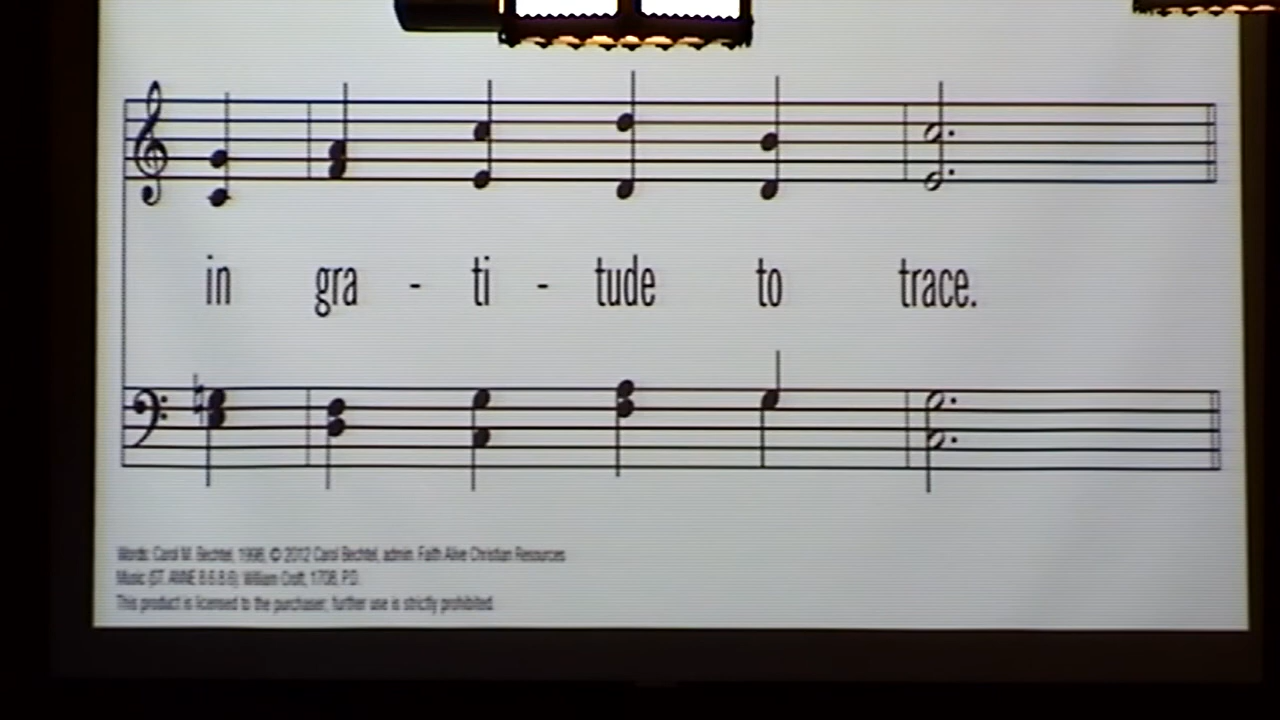 in gra - ti - tude to trace.
Words: Carol M. Bechtel, 1998, © 2012 Carol Bechtel, admin. Faith Alive Christian Resources
Music (ST. ANNE 8.6.8.6): William Croft, 1708, P.D.
This product is licensed to the purchaser; further use is strictly prohibited.